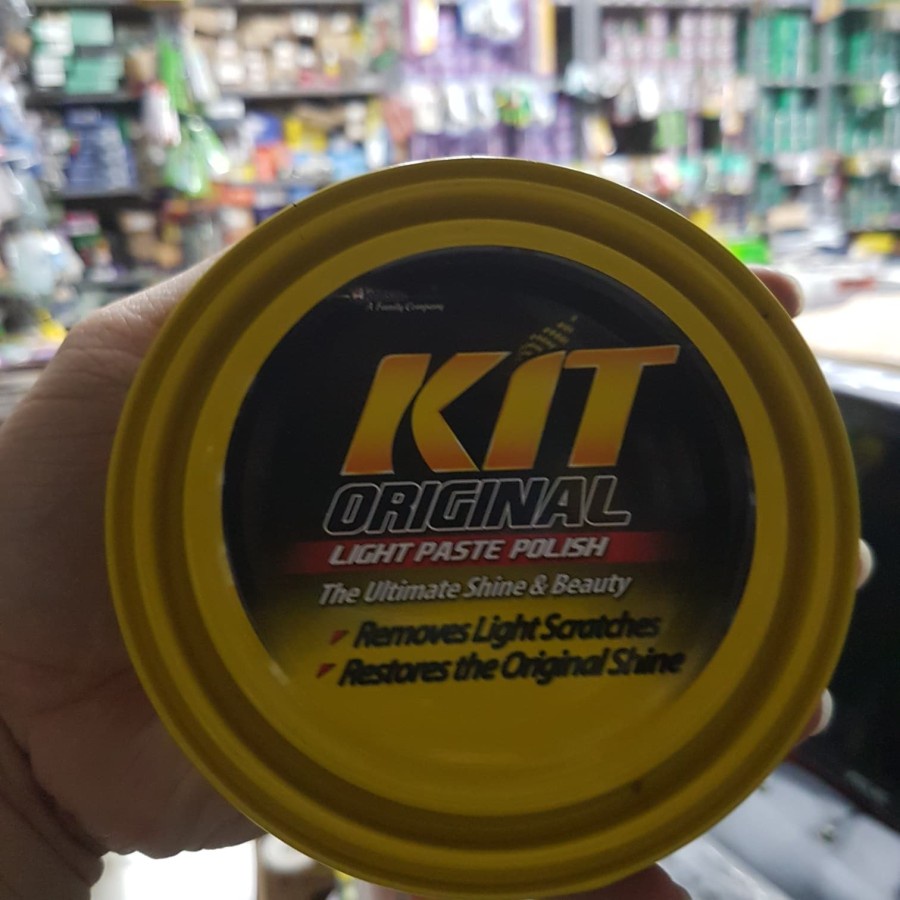 A Family Company
KIT
ORIGINAL
LIGHT PASTE POLISH
The Ultimate Shine & Beauty
Removes Light Scratches
Restores the Original Shine